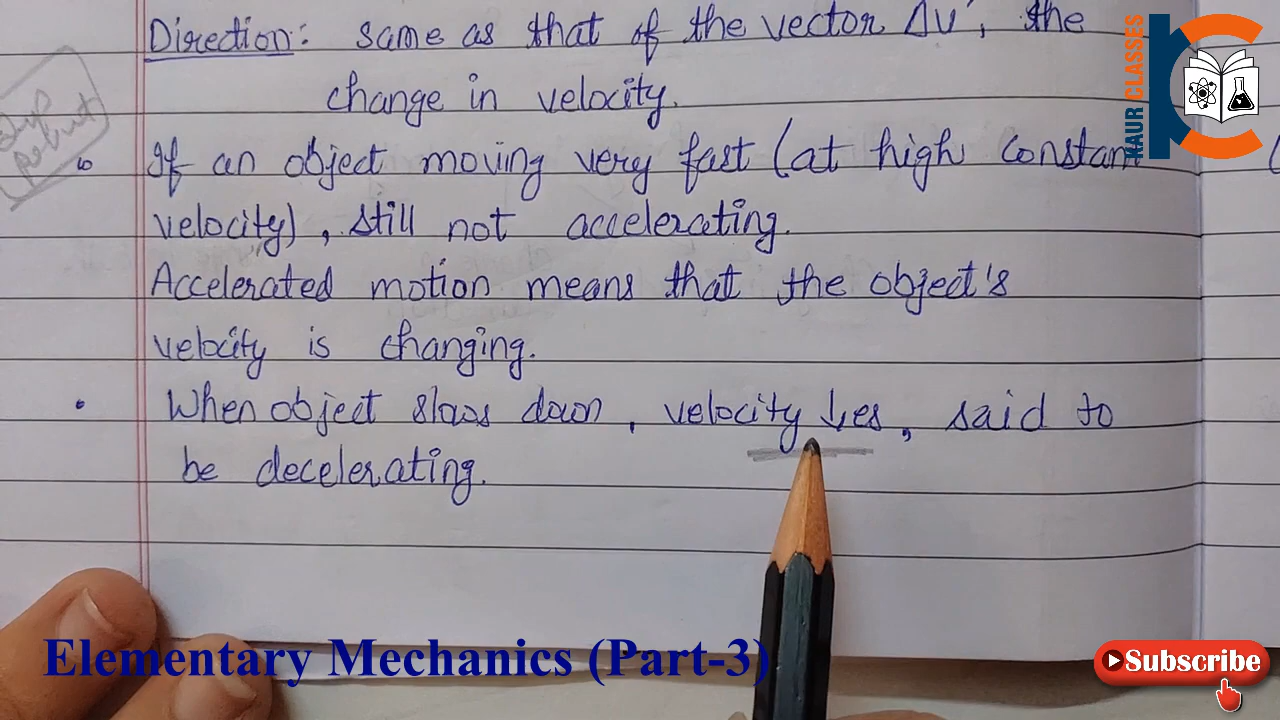 Direction: same as that of the vector Δv, the
change in velocity.
If an object moving very fast (at high constan
velocity), still not accelerating.
Accelerated motion means that the object's
velocity is changing.
When object slows down, velocity ↓es, said to
be decelerating.
KAUR CLASSES
Elementary Mechanics (Part-3)
Subscribe